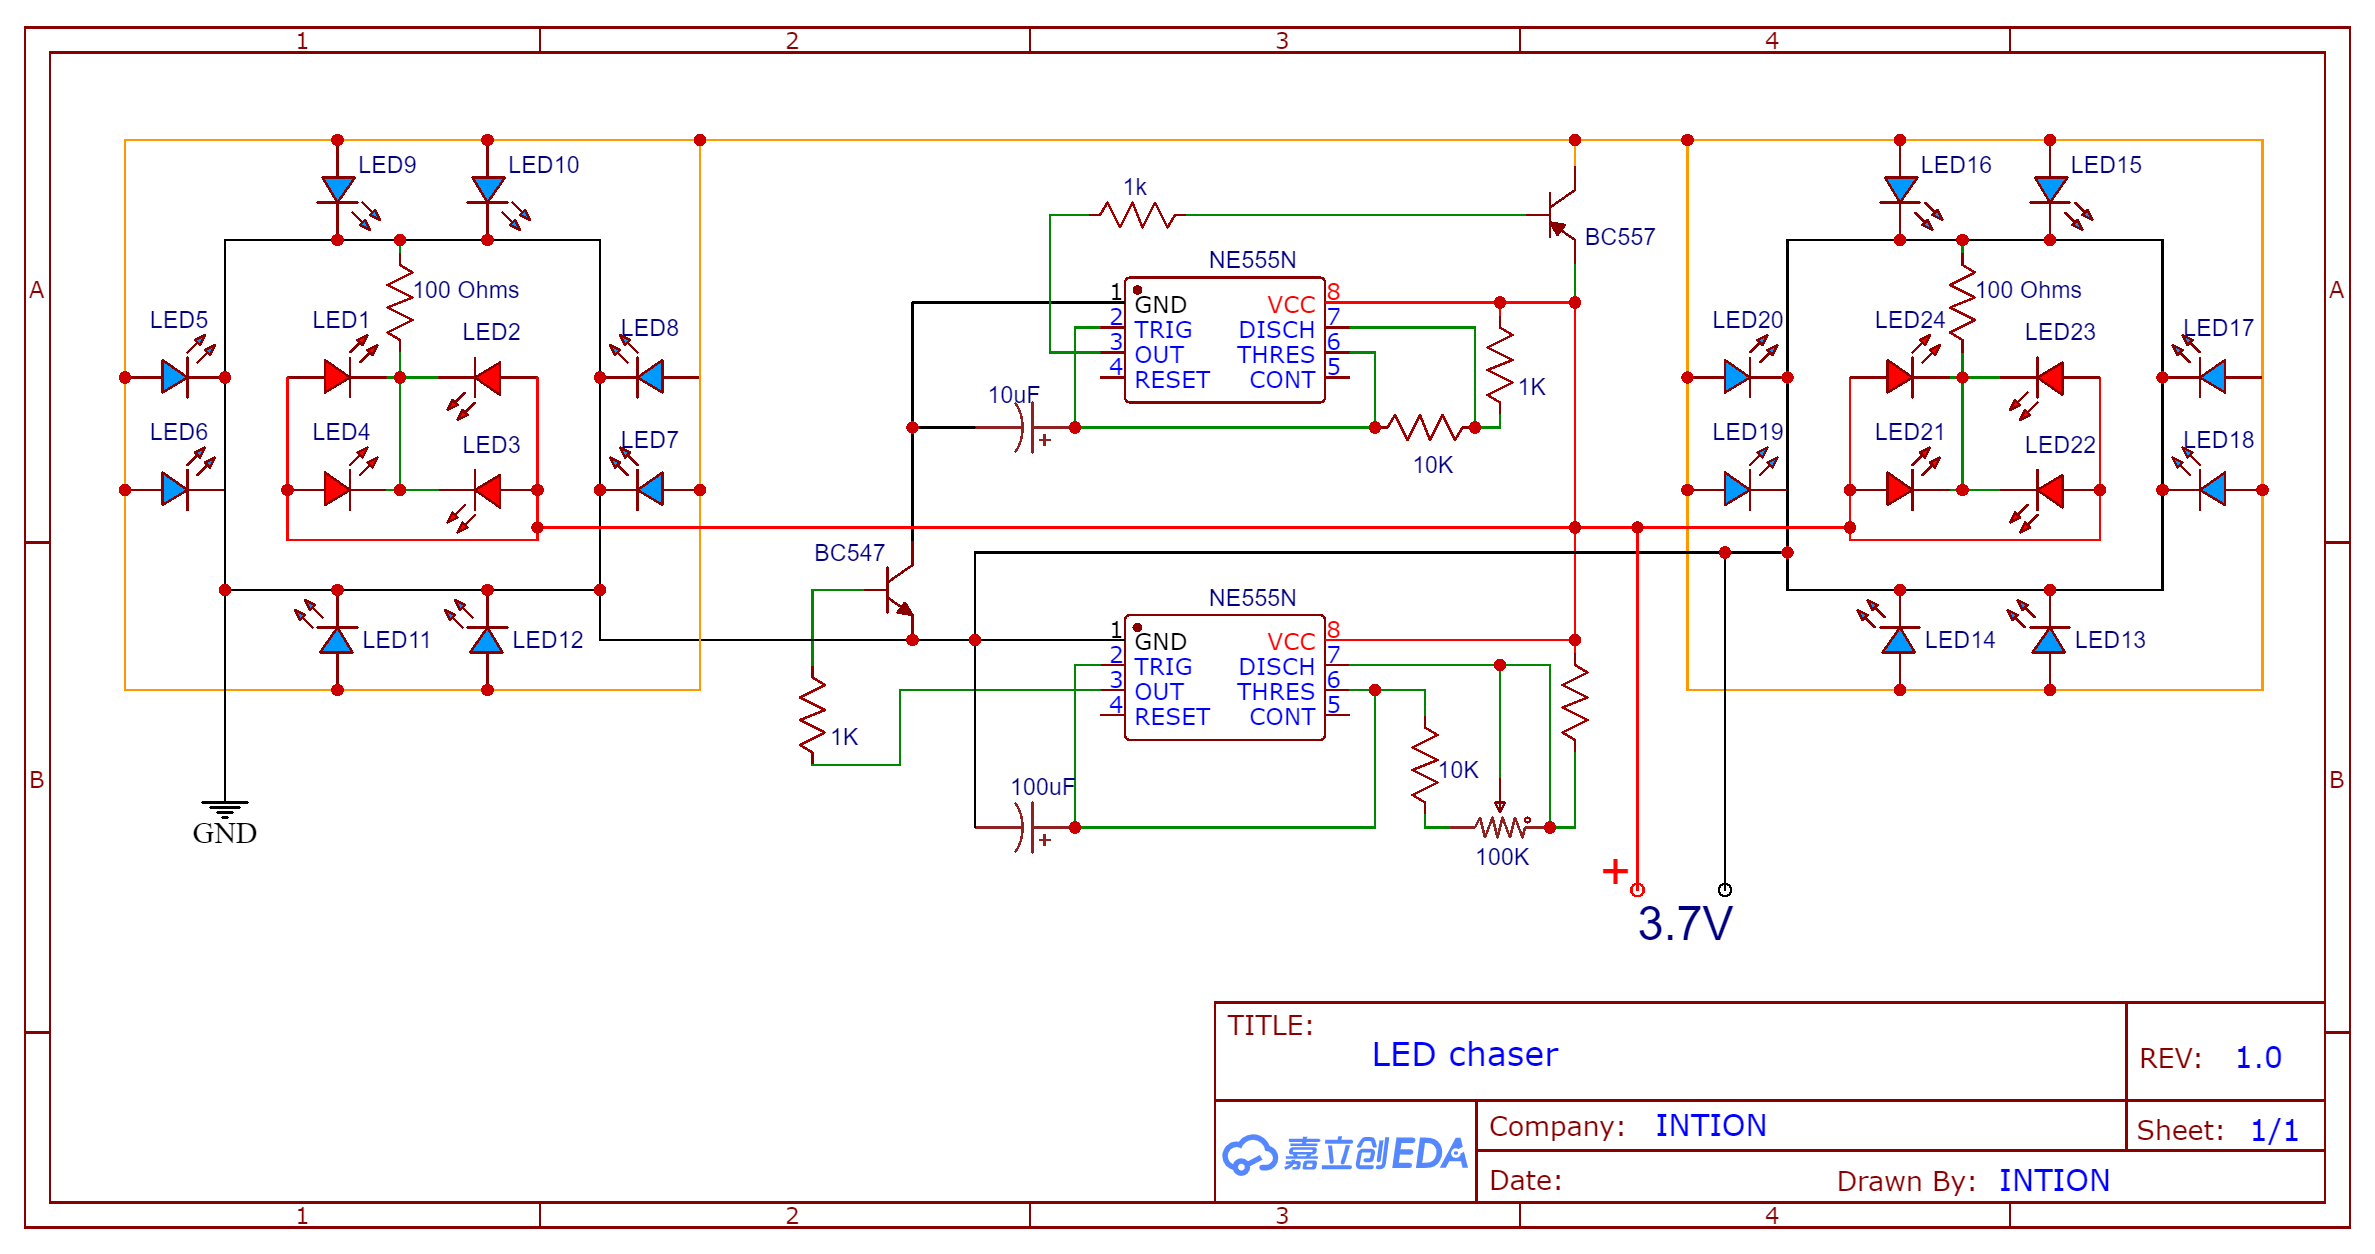 1 2 3 4
A
A
B
B
LED9
LED10
LED5
LED6
LED1
LED2
LED4
LED3
LED8
LED7
100 Ohms
LED11
LED12
GND
1k
BC557
NE555N
1 GND
2 TRIG
3 OUT
4 RESET
VCC 8
DISCH 7
THRES 6
CONT 5
10uF
+
1K
10K
BC547
1K
NE555N
1 GND
2 TRIG
3 OUT
4 RESET
VCC 8
DISCH 7
THRES 6
CONT 5
100uF
+
10K
100K
+
3.7V
LED16
LED15
100 Ohms
LED20
LED24
LED23
LED17
LED19
LED21
LED22
LED18
LED14
LED13
TITLE:
LED chaser
REV: 1.0
嘉立创EDA
Company: INTION
Sheet: 1/1
Date:
Drawn By: INTION
1 2 3 4